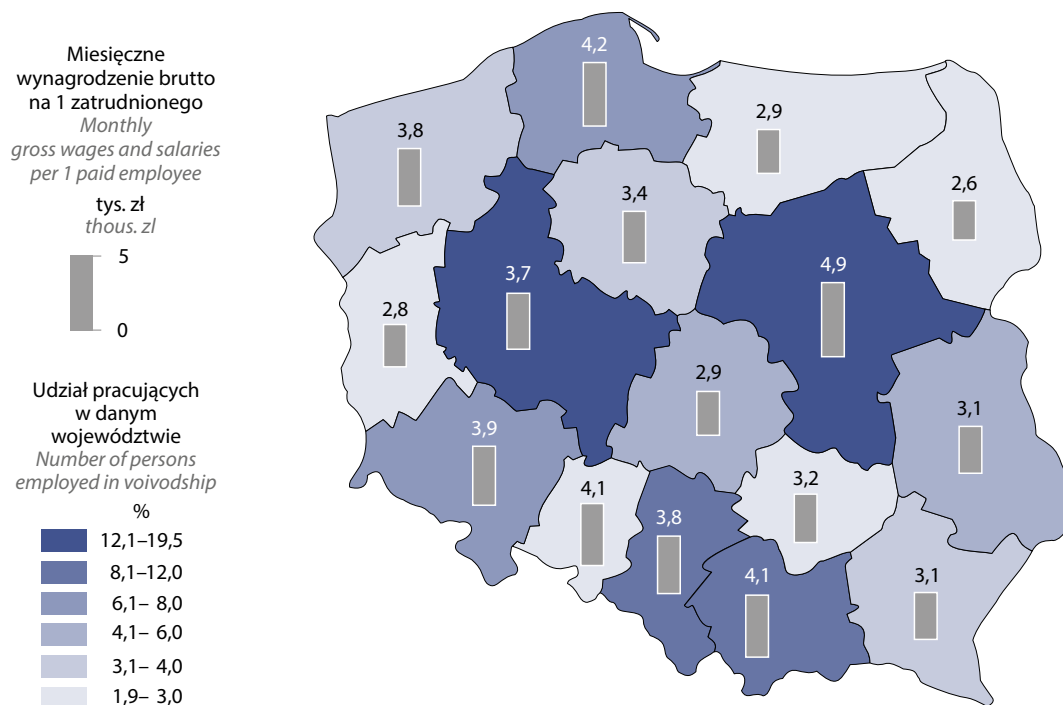 Miesięczne
wynagrodzenie brutto
na 1 zatrudnionego
Monthly
gross wages and salaries
per 1 paid employee
tys. zł
thous. zl
5
0
Udział pracujących
w danym
województwie
Number of persons
employed in voivodship
%
12,1–19,5
8,1–12,0
6,1– 8,0
4,1– 6,0
3,1– 4,0
1,9– 3,0
4,2
3,8
2,9
3,4
2,6
3,7
4,9
2,8
2,9
3,1
3,9
4,1
3,8
3,2
4,1
3,1